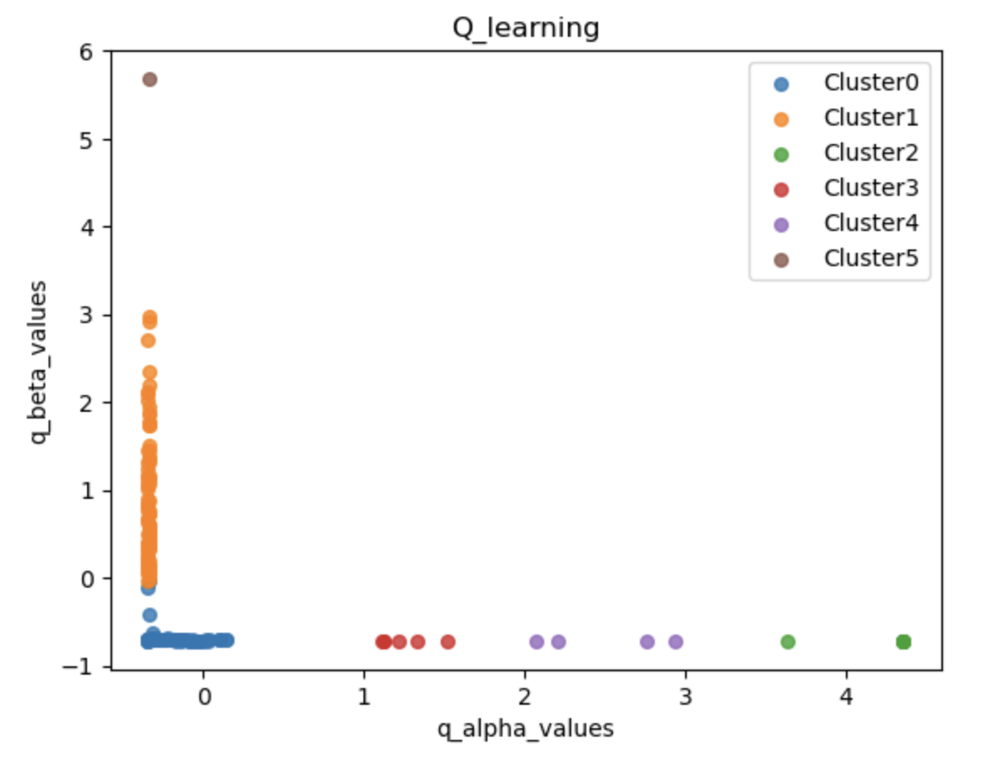 Q_learning
6
5
4
3
2
1
0
−1
q_beta_values
Cluster0
Cluster1
Cluster2
Cluster3
Cluster4
Cluster5
0 1 2 3 4
q_alpha_values